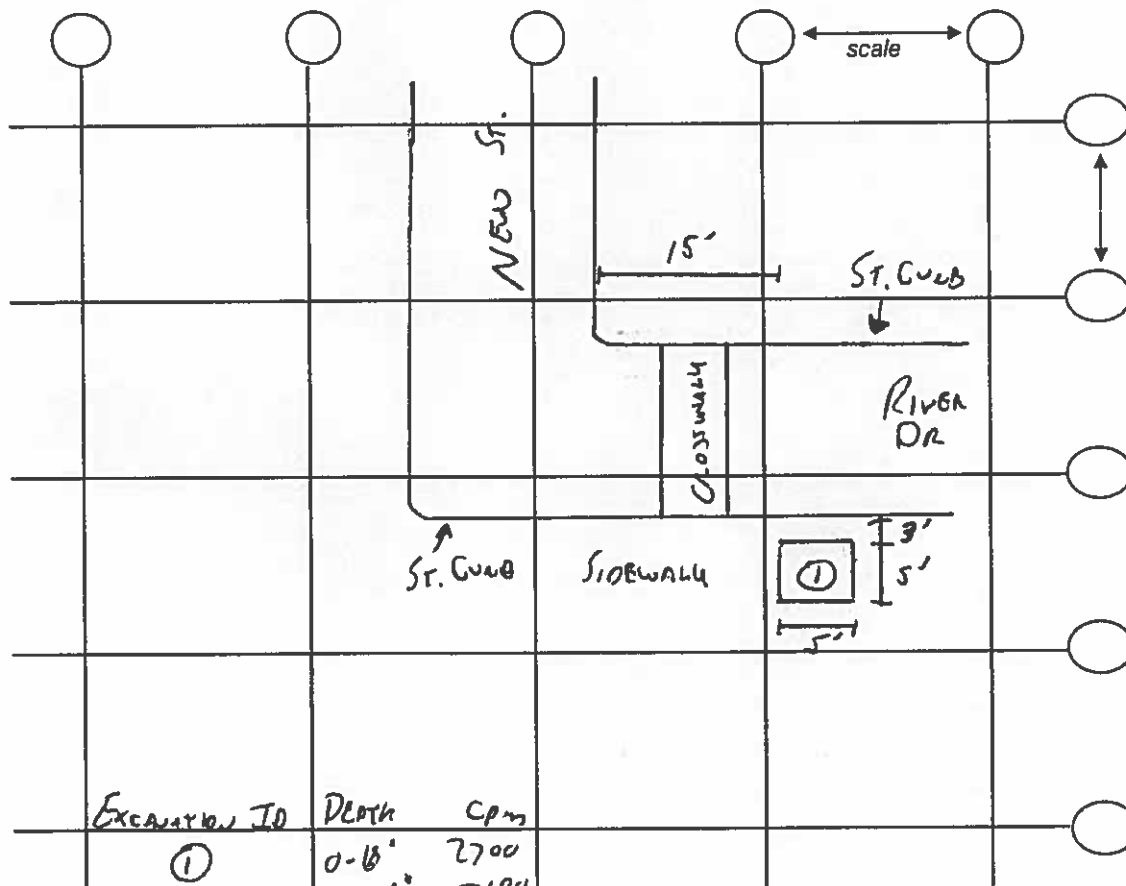 scale
NEW ST.
15'
ST. CURB
RIVER
DR
CROSSWALK
3'
5'
ST. CURB
SIDEWALK
①
5'
EXCAVATION ID DEPTH cpm
① 0-18" 2700